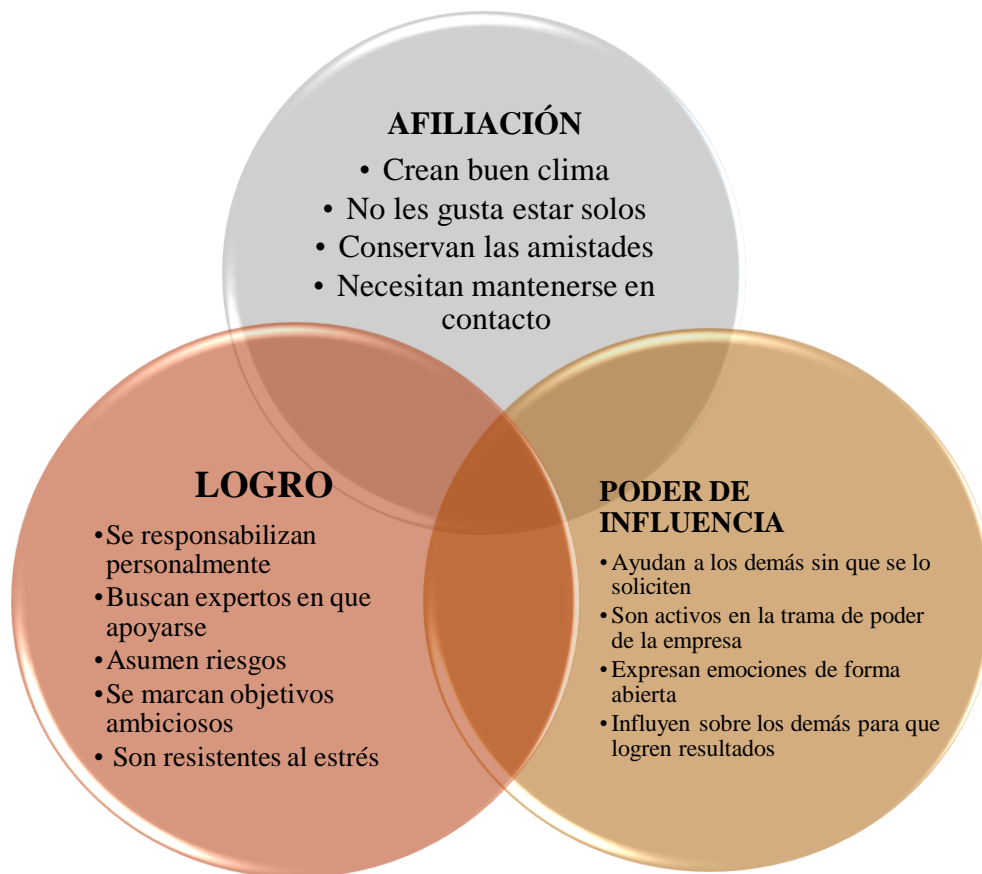 AFILIACIÓN
• Crean buen clima
• No les gusta estar solos
• Conservan las amistades
• Necesitan mantenerse en
contacto
LOGRO
• Se responsabilizan
personalmente
• Buscan expertos en que
apoyarse
• Asumen riesgos
• Se marcan objetivos
ambiciosos
• Son resistentes al estrés
PODER DE
INFLUENCIA
• Ayudan a los demás sin que se lo
soliciten
• Son activos en la trama de poder
de la empresa
• Expresan emociones de forma
abierta
• Influyen sobre los demás para que
logren resultados